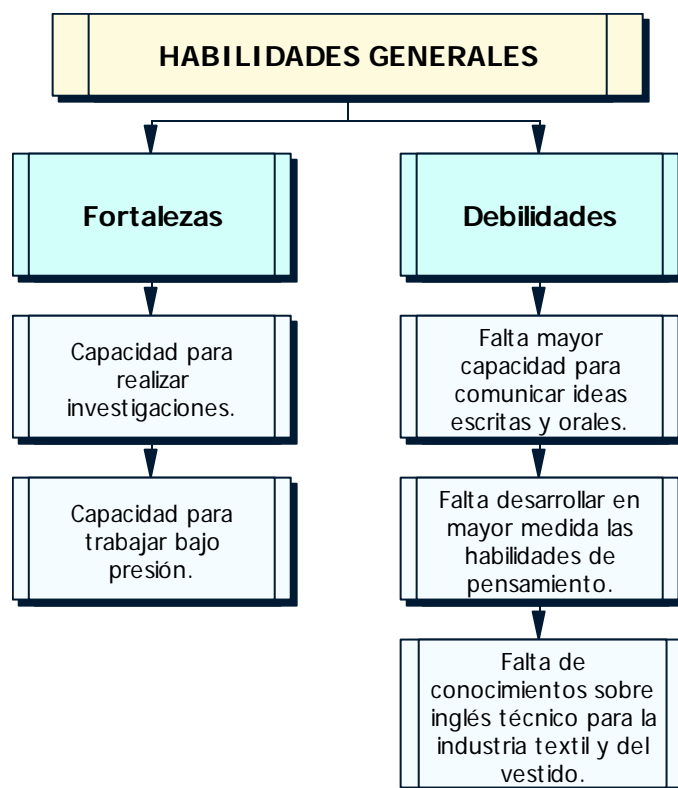 HABILIDADES GENERALES
Fortalezas
Debilidades
Capacidad para
realizar
investigaciones.
Falta mayor
capacidad para
comunicar ideas
escritas y orales.
Capacidad para
trabajar bajo
presión.
Falta desarrollar en
mayor medida las
habilidades de
pensamiento.
Falta de
conocimientos sobre
inglés técnico para la
industria textil y del
vestido.